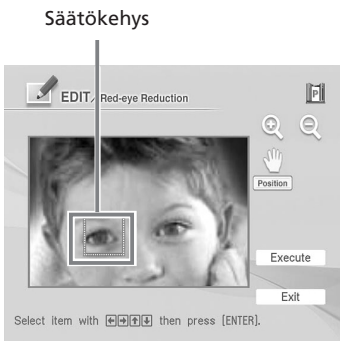 Säätökehys
EDIT/ Red-eye Reduction
P
Position
Execute
Exit
Select item with ←→↑↓ then press [ENTER].